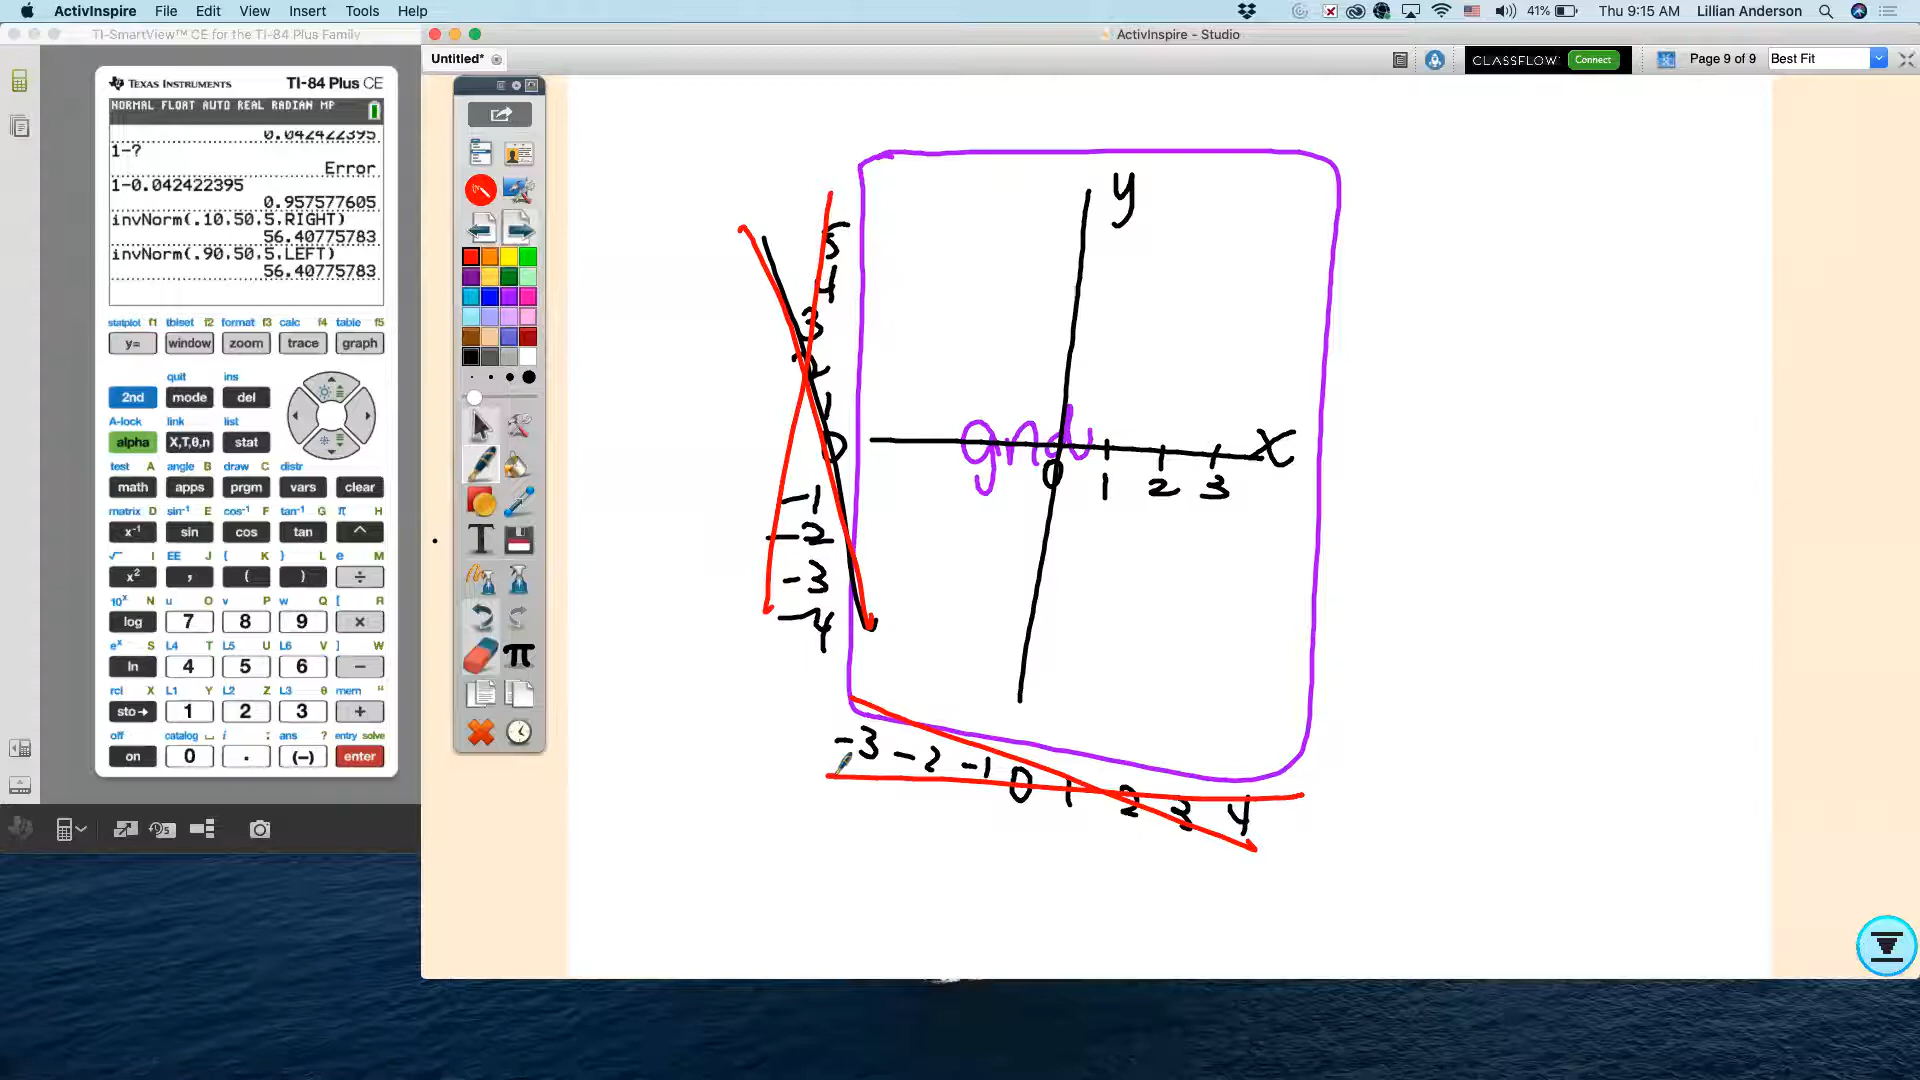 ActivInspire File Edit View Insert Tools Help
41% Thu 9:15 AM Lillian Anderson
TI-SmartView™ CE for the TI-84 Plus Family
ActivInspire - Studio
Untitled*
CLASSFLOW Connect
Page 9 of 9 Best Fit
TEXAS INSTRUMENTS TI-84 Plus CE
NORMAL FLOAT AUTO REAL RADIAN MP
0.042422395
1-?
Error
1-0.042422395
0.957577605
invNorm(.10,50,5,RIGHT)
56.40775783
invNorm(.90,50,5,LEFT)
56.40775783
statplot f1 tblset f2 format f3 calc f4 table f5
y= window zoom trace graph
quit ins
2nd mode del
A-lock link list
alpha X,T,θ,n stat
test A angle B draw C distr
math apps prgm vars clear
matrix D sin⁻¹ E cos⁻¹ F tan⁻¹ G π H
x⁻¹ sin cos tan ^
√ I EE J { K } L e M
x² , ( ) ÷
10ˣ N u O v P w Q [ R
log 7 8 9 ×
eˣ S L4 T L5 U L6 V ] W
ln 4 5 6 −
rcl X L1 Y L2 Z L3 θ mem "
sto→ 1 2 3 +
off catalog i : ans ? entry solve
on 0 . (−) enter
T
π
y
5
4
3
2
1
0
-1
-2
-3
-4
grid
x
0 1 2 3
-3 -2 -1 0 1 2 3 4